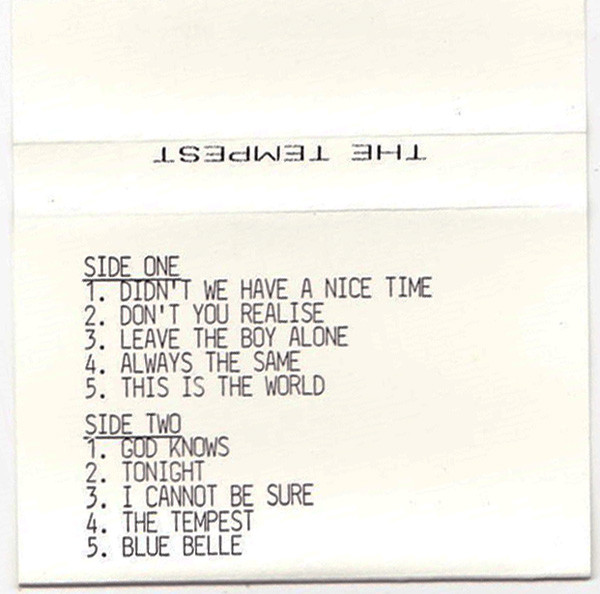 THE TEMPEST
SIDE ONE
1. DIDN'T WE HAVE A NICE TIME
2. DON'T YOU REALISE
3. LEAVE THE BOY ALONE
4. ALWAYS THE SAME
5. THIS IS THE WORLD
SIDE TWO
1. GOD KNOWS
2. TONIGHT
3. I CANNOT BE SURE
4. THE TEMPEST
5. BLUE BELLE